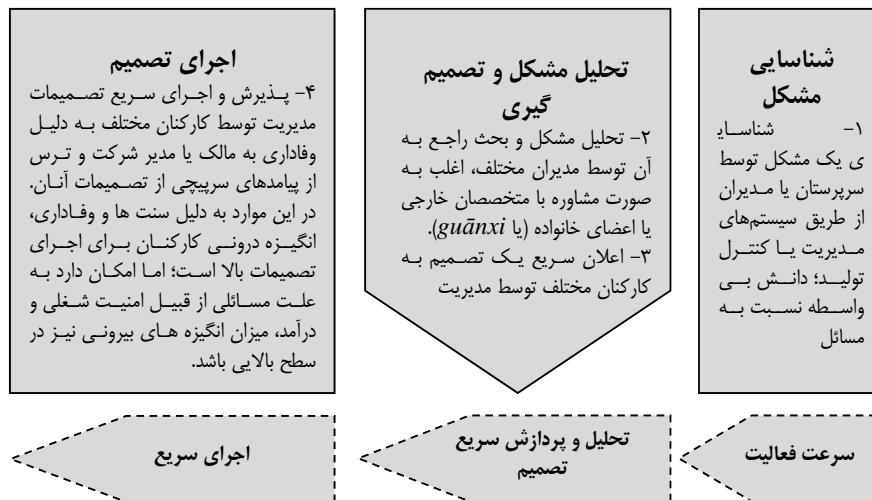 شناسایی
مشکل
۱- شناسای
ی یک مشکل توسط
سرپرستان یا مدیران
از طریق سیستم‌های
مدیریت یا کنترل
تولید؛ دانش بی
واسطه نسبت به
مسائل
تحلیل مشکل و تصمیم
گیری
۲- تحلیل مشکل و بحث راجع به
آن توسط مدیران مختلف، اغلب به
صورت مشاوره با متخصصان خارجی
یا اعضای خانواده (یا guānxi).
۳- اعلان سریع یک تصمیم به
کارکنان مختلف توسط مدیریت
اجرای تصمیم
۴- پذیرش و اجرای سریع تصمیمات
مدیریت توسط کارکنان مختلف به دلیل
وفاداری به مالک یا مدیر شرکت و ترس
از پیامدهای سرپیچی از تصمیمات آنان.
در این موارد به دلیل سنت ها و وفاداری،
انگیزه درونی کارکنان برای اجرای
تصمیمات بالا است؛ اما امکان دارد به
علت مسائلی از قبیل امنیت شغلی و
درآمد، میزان انگیزه های بیرونی نیز در
سطح بالایی باشد.
سرعت فعالیت
تحلیل و پردازش سریع
تصمیم
اجرای سریع